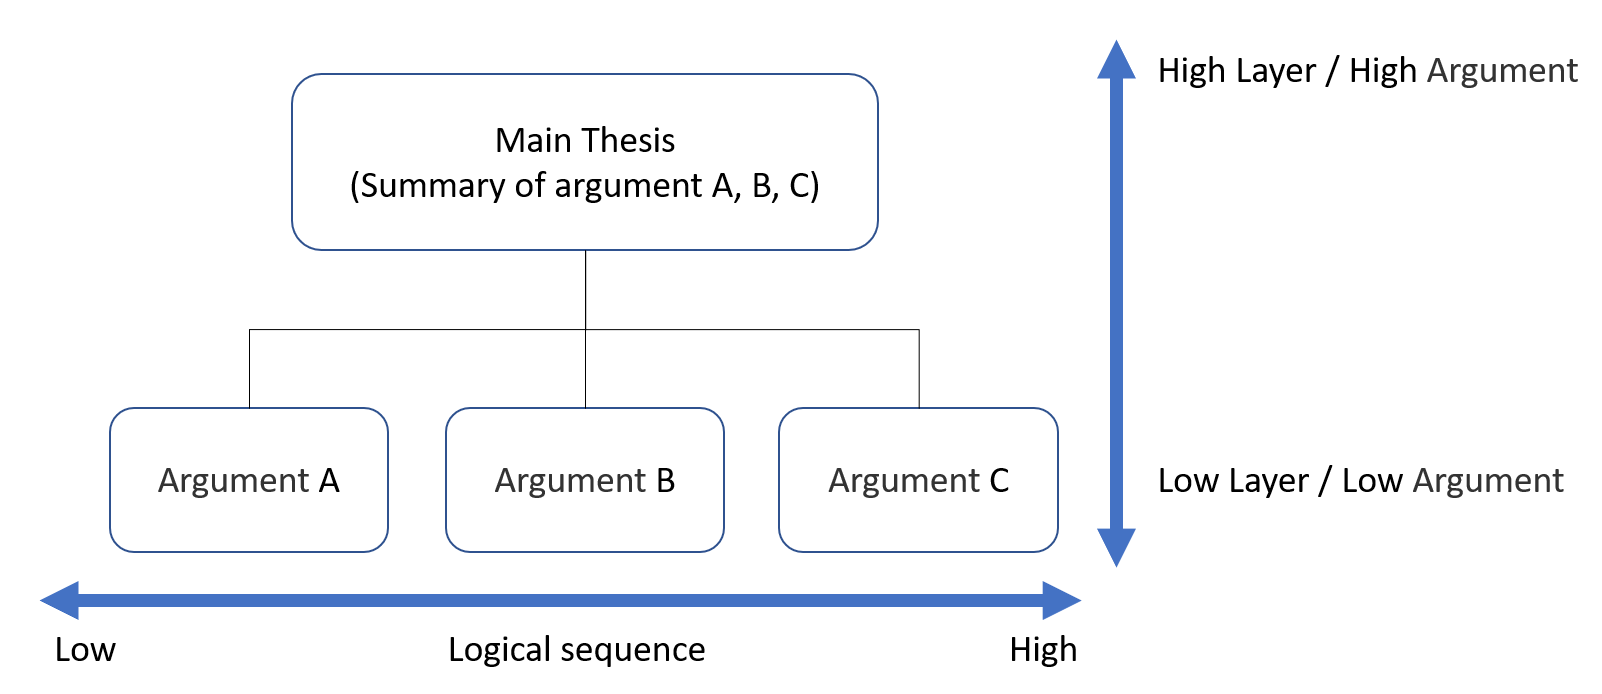 High Layer / High Argument
Main Thesis
(Summary of argument A, B, C)
Argument A
Argument B
Argument C
Low Layer / Low Argument
Low
Logical sequence
High